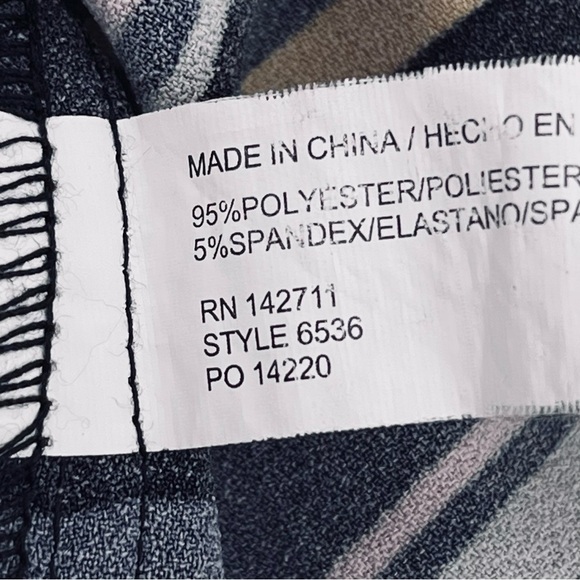 MADE IN CHINA / HECHO EN
95%POLYESTER/POLIESTER
5%SPANDEX/ELASTANO/SPA
RN 142711
STYLE 6536
PO 14220